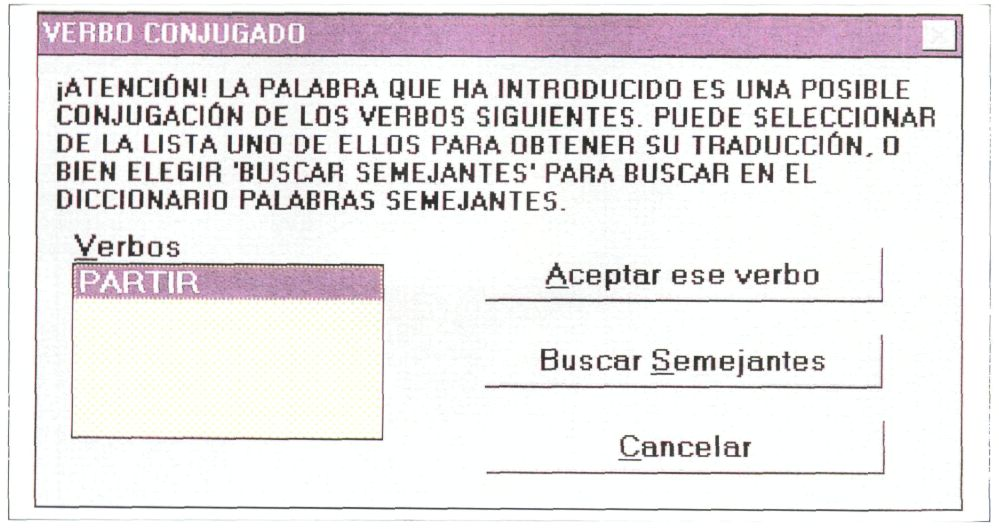 VERBO CONJUGADO
¡ATENCIÓN! LA PALABRA QUE HA INTRODUCIDO ES UNA POSIBLE
CONJUGACIÓN DE LOS VERBOS SIGUIENTES. PUEDE SELECCIONAR
DE LA LISTA UNO DE ELLOS PARA OBTENER SU TRADUCCIÓN, O
BIEN ELEGIR 'BUSCAR SEMEJANTES' PARA BUSCAR EN EL
DICCIONARIO PALABRAS SEMEJANTES.
Verbos
PARTIR
Aceptar ese verbo
Buscar Semejantes
Cancelar